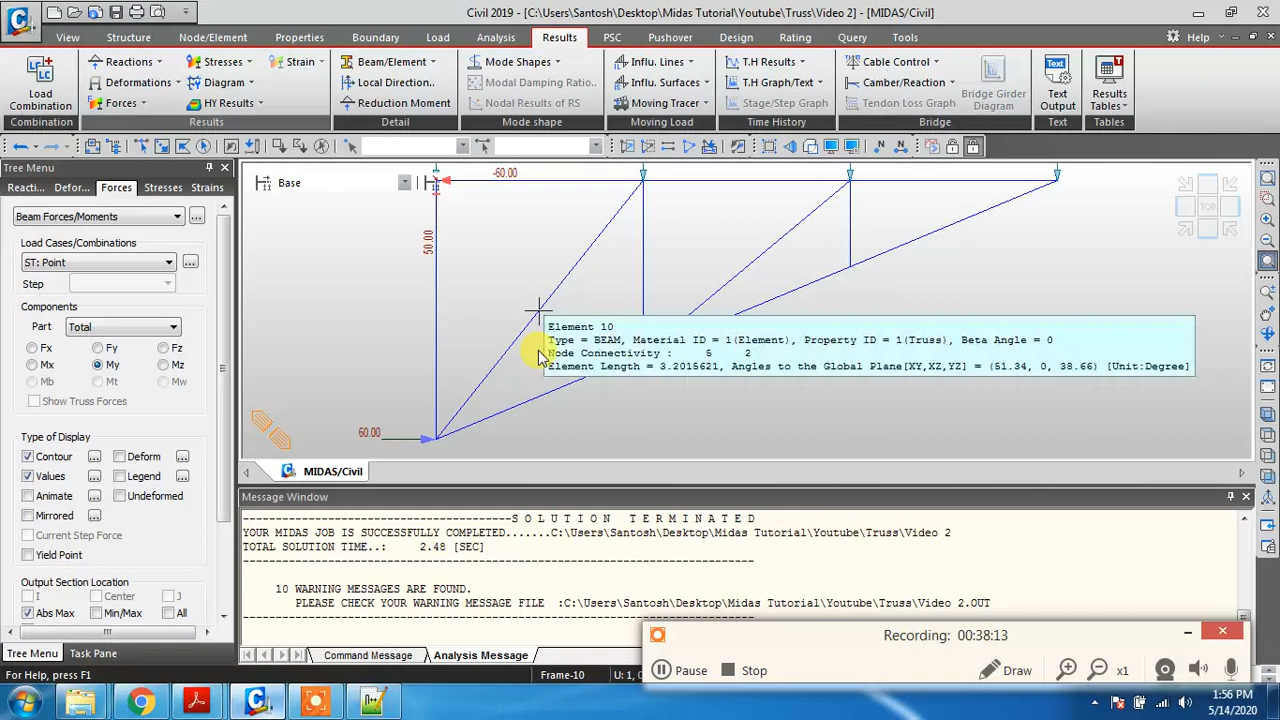 Civil 2019 - [C:\Users\Santosh\Desktop\Midas Tutorial\Youtube\Truss\Video 2] - [MIDAS/Civil]
View Structure Node/Element Properties Boundary Load Analysis Results PSC Pushover Design Rating Query Tools Help
Load Combination
Combination
Reactions
Deformations
Forces
Stresses
Diagram
HY Results
Strain
Results
Beam/Element
Local Direction..
Reduction Moment
Detail
Mode Shapes
Modal Damping Ratio..
Nodal Results of RS
Mode shape
Influ. Lines
Influ. Surfaces
Moving Tracer
Moving Load
T.H Results
T.H Graph/Text
Stage/Step Graph
Time History
Cable Control
Camber/Reaction
Tendon Loss Graph
Bridge Girder Diagram
Bridge
Text Output
Text
Results Tables
Tables
Tree Menu
Reacti... Defor... Forces Stresses Strains
Beam Forces/Moments ...
Load Cases/Combinations
ST: Point ...
Step
Components
Part Total
Fx Fy Fz
Mx My Mz
Mb Mt Mw
Show Truss Forces
Type of Display
Contour ... Deform ...
Values ... Legend ...
Animate ... Undeformed
Mirrored ...
Current Step Force
Yield Point
Output Section Location
I Center J
Abs Max Min/Max All
Tree Menu Task Pane
Base
-60.00
50.00
60.00
TOP
Element 10
Type = BEAM, Material ID = 1(Element), Property ID = 1(Truss), Beta Angle = 0
Node Connectivity : 5 2
Element Length = 3.2015621, Angles to the Global Plane[XY,XZ,YZ] = (51.34, 0, 38.66) [Unit:Degree]
MIDAS/Civil
Message Window
S O L U T I O N T E R M I N A T E D
YOUR MIDAS JOB IS SUCCESSFULLY COMPLETED.......C:\Users\Santosh\Desktop\Midas Tutorial\Youtube\Truss\Video 2
TOTAL SOLUTION TIME..: 2.48 [SEC]
10 WARNING MESSAGES ARE FOUND.
PLEASE CHECK YOUR WARNING MESSAGE FILE :C:\Users\Santosh\Desktop\Midas Tutorial\Youtube\Truss\Video 2.OUT
Command Message Analysis Message
For Help, press F1
Frame-10
U: 1, 0
Recording: 00:38:13
Pause Stop Draw x1
1:56 PM
5/14/2020